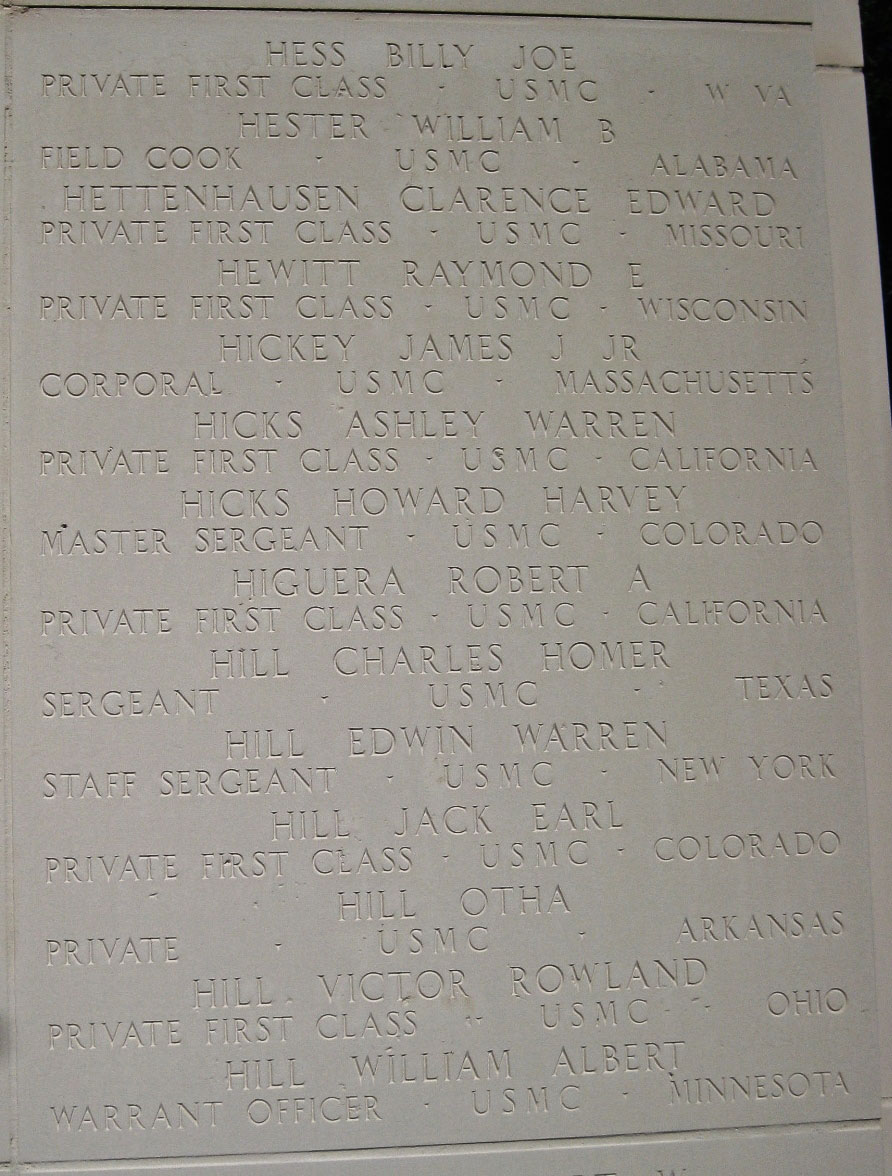 HESS BILLY JOE
PRIVATE FIRST CLASS · USMC · W VA
HESTER WILLIAM B
FIELD COOK · USMC · ALABAMA
HETTENHAUSEN CLARENCE EDWARD
PRIVATE FIRST CLASS · USMC · MISSOURI
HEWITT RAYMOND E
PRIVATE FIRST CLASS · USMC · WISCONSIN
HICKEY JAMES J JR
CORPORAL · USMC · MASSACHUSETTS
HICKS ASHLEY WARREN
PRIVATE FIRST CLASS · USMC · CALIFORNIA
HICKS HOWARD HARVEY
MASTER SERGEANT · USMC · COLORADO
HIGUERA ROBERT A
PRIVATE FIRST CLASS · USMC · CALIFORNIA
HILL CHARLES HOMER
SERGEANT · USMC · TEXAS
HILL EDWIN WARREN
STAFF SERGEANT · USMC · NEW YORK
HILL JACK EARL
PRIVATE FIRST CLASS · USMC · COLORADO
HILL OTHA
PRIVATE · USMC · ARKANSAS
HILL VICTOR ROWLAND
PRIVATE FIRST CLASS · USMC · OHIO
HILL WILLIAM ALBERT
WARRANT OFFICER · USMC · MINNESOTA